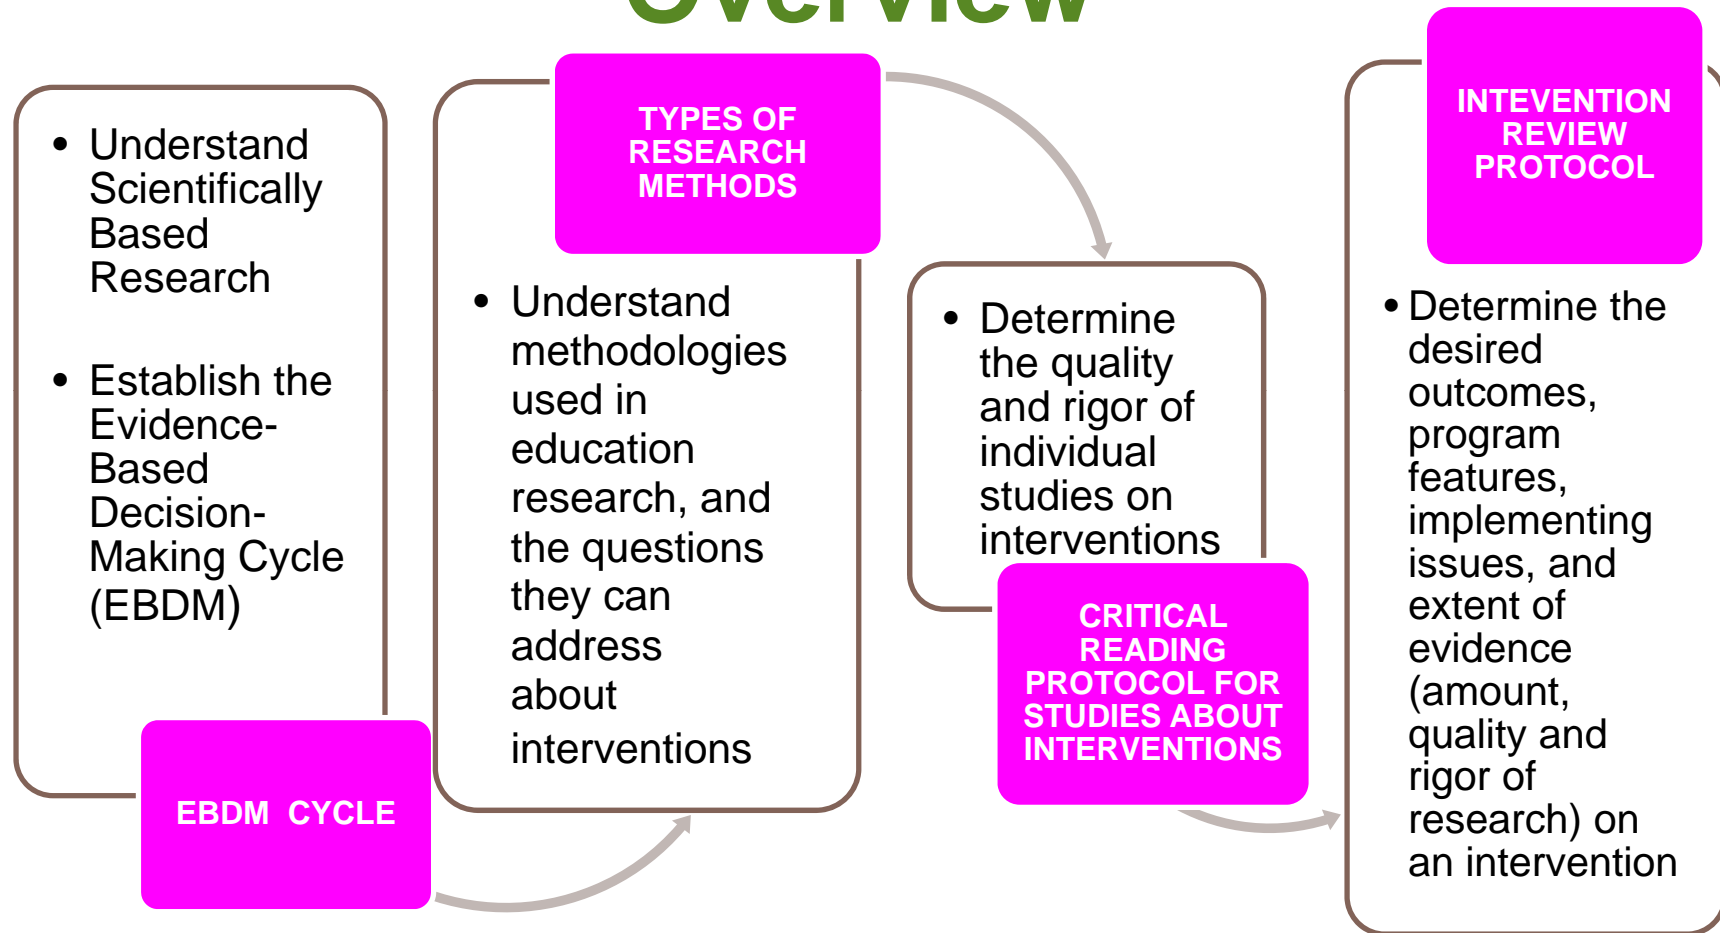 Overview
• Understand
Scientifically
Based
Research
• Establish the
Evidence-
Based
Decision-
Making Cycle
(EBDM)
EBDM CYCLE
TYPES OF
RESEARCH
METHODS
• Understand
methodologies
used in
education
research, and
the questions
they can
address
about
interventions
• Determine
the quality
and rigor of
individual
studies on
interventions
CRITICAL
READING
PROTOCOL FOR
STUDIES ABOUT
INTERVENTIONS
INTEVENTION
REVIEW
PROTOCOL
• Determine the
desired
outcomes,
program
features,
implementing
issues, and
extent of
evidence
(amount,
quality and
rigor of
research) on
an intervention